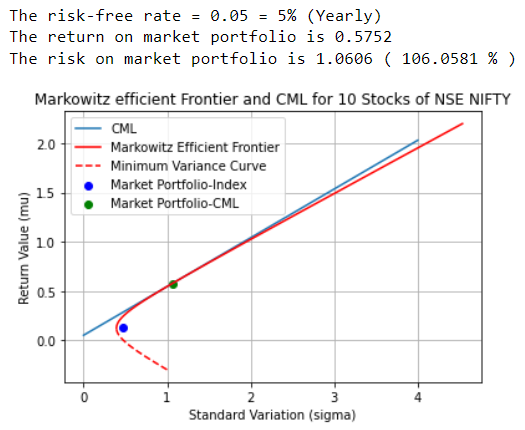 The risk-free rate = 0.05 = 5% (Yearly)
The return on market portfolio is 0.5752
The risk on market portfolio is 1.0606 ( 106.0581 % )
Markowitz efficient Frontier and CML for 10 Stocks of NSE NIFTY
CML
Markowitz Efficient Frontier
Minimum Variance Curve
Market Portfolio-Index
Market Portfolio-CML
Return Value (mu)
2.0
1.5
1.0
0.5
0.0
0 1 2 3 4
Standard Variation (sigma)